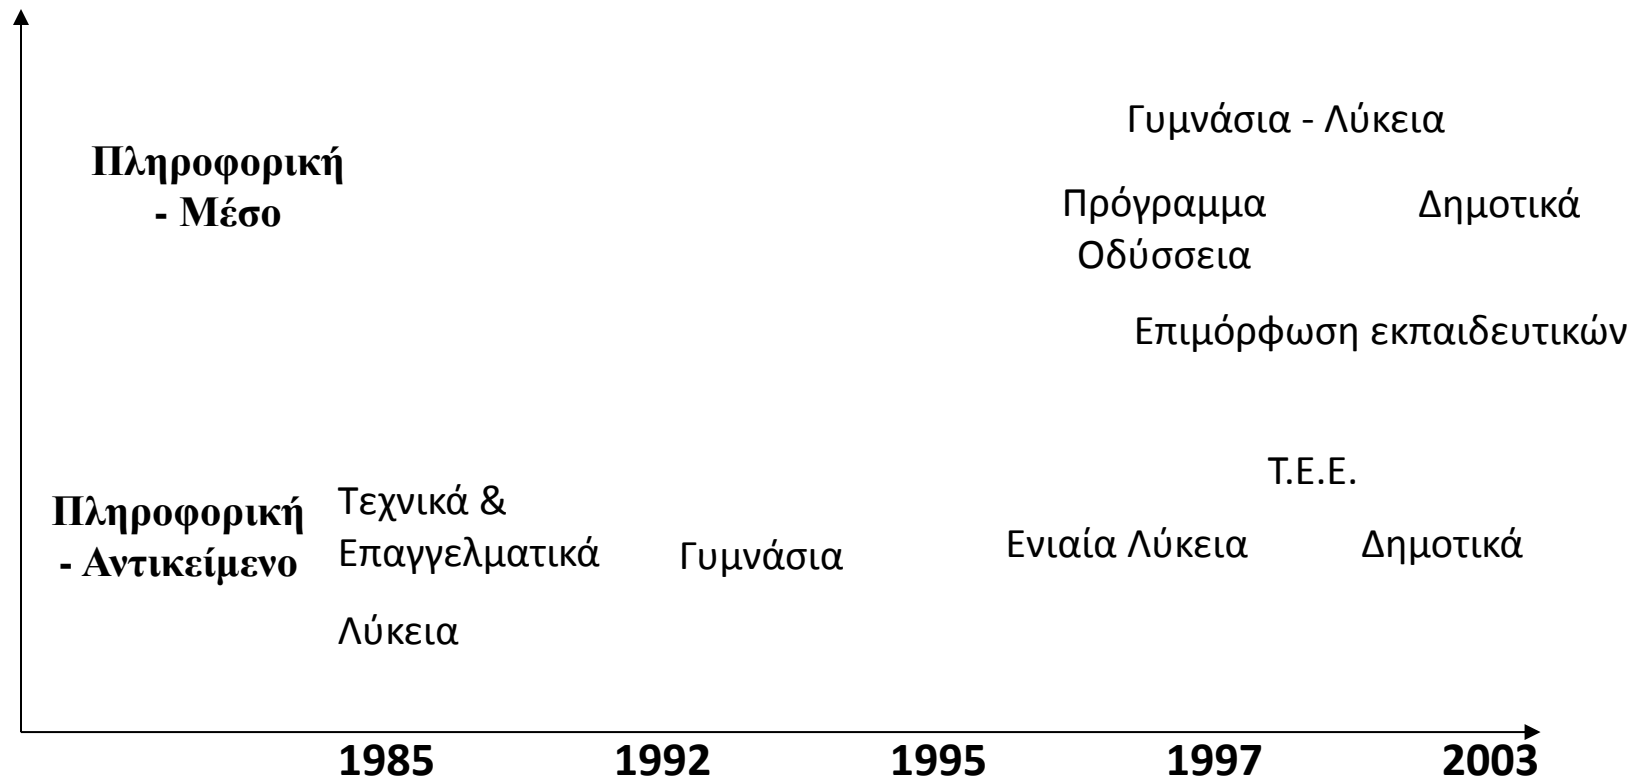 Γυμνάσια - Λύκεια
Πληροφορική
- Μέσο
Πρόγραμμα
Οδύσσεια
Δημοτικά
Επιμόρφωση εκπαιδευτικών
Τ.Ε.Ε.
Πληροφορική
- Αντικείμενο
Τεχνικά &
Επαγγελματικά
Λύκεια
Γυμνάσια
Ενιαία Λύκεια
Δημοτικά
1985
1992
1995
1997
2003